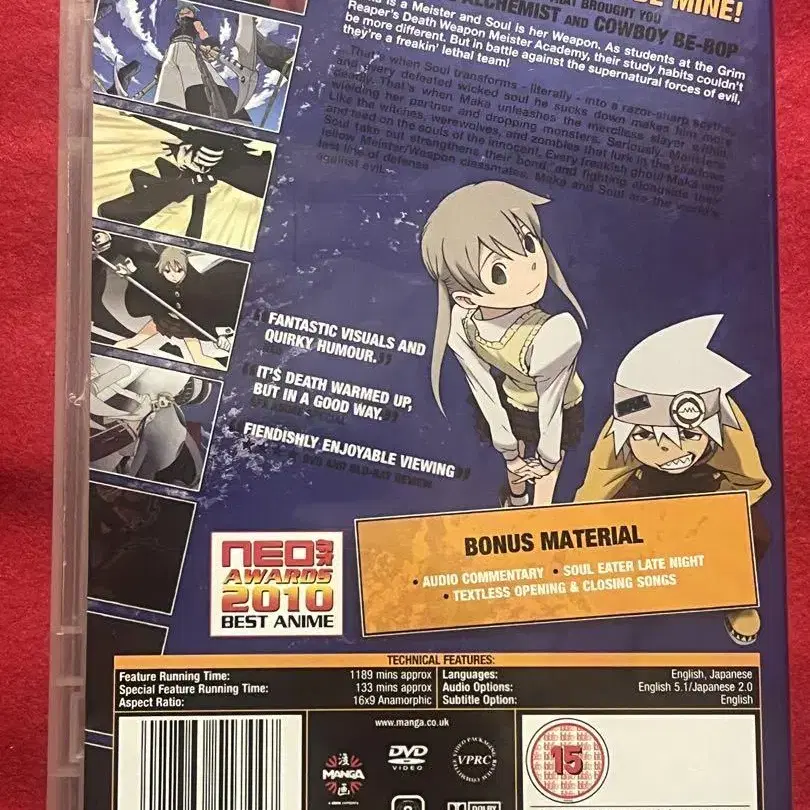 MINE!
THAT BROUGHT YOU
ALCHEMIST AND COWBOY BE-BOP
is a Meister and Soul is her Weapon. As students at the Grim
Reaper's Death Weapon Meister Academy, their study habits couldn't
be more different. But in battle against the supernatural forces of evil,
they're a freakin' lethal team!
That's when Soul transforms - literally - into a razor-sharp scythe,
and every defeated wicked soul he sucks down makes him more
deadly. That's when Maka unleashes the merciless slayer within,
wielding her partner and dropping monsters. Seriously. Monsters.
Like the witches, werewolves, and zombies that lurk in the shadows
and feed on the souls of the innocent. Every freakish ghoul Maka and
Soul take out strengthens their bond, and fighting alongside their
fellow Meister/Weapon classmates, Maka and Soul are the world's
last line of defense
against evil.
"FANTASTIC VISUALS AND
QUIRKY HUMOUR."
"IT'S DEATH WARMED UP,
BUT IN A GOOD WAY."
FIENDISHLY ENJOYABLE VIEWING"
DVD AND BLU-RAY REVIEW
NEO
AWARDS
2010
BEST ANIME
BONUS MATERIAL
• AUDIO COMMENTARY • SOUL EATER LATE NIGHT
• TEXTLESS OPENING & CLOSING SONGS
TECHNICAL FEATURES:
Feature Running Time: 1189 mins approx Languages: English, Japanese
Special Feature Running Time: 133 mins approx Audio Options: English 5.1/Japanese 2.0
Aspect Ratio: 16x9 Anamorphic Subtitle Option: English
www.manga.co.uk
MANGA
DVD
VIDEO
VPRC
15
DOLBY